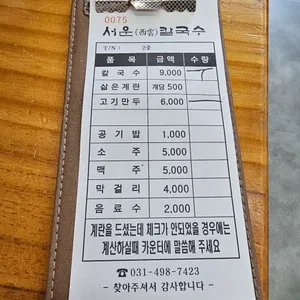 0075
서운(西雲)칼국수
T/N: 2층
품목 금액 수량
칼국수 9,000
삶은계란 개당 500
고기만두 6,000
공기밥 1,000
소주 5,000
맥주 5,000
막걸리 4,000
음료수 2,000
계란을 드셨는데 체크가 안되었을 경우에는
계산하실때 카운터에 말씀해 주세요
☎031-498-7423
- 찾아주셔서 감사합니다 -